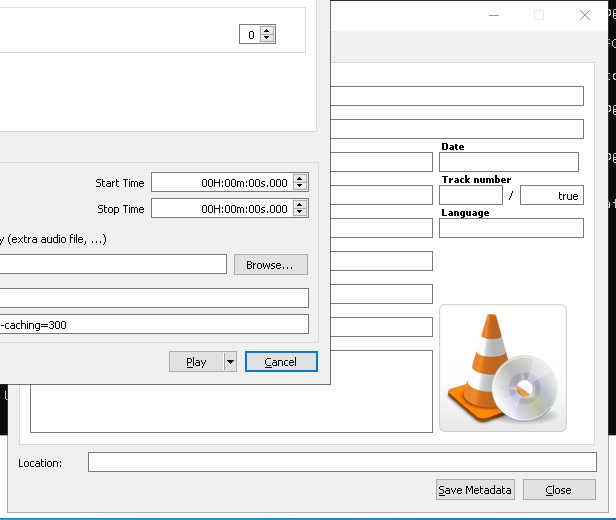 0
Start Time 00H:00m:00s.000
Stop Time 00H:00m:00s.000
y (extra audio file, ...)
Browse...
-caching=300
Play
Cancel
Date
Track number
/ true
Language
Location:
Save Metadata
Close